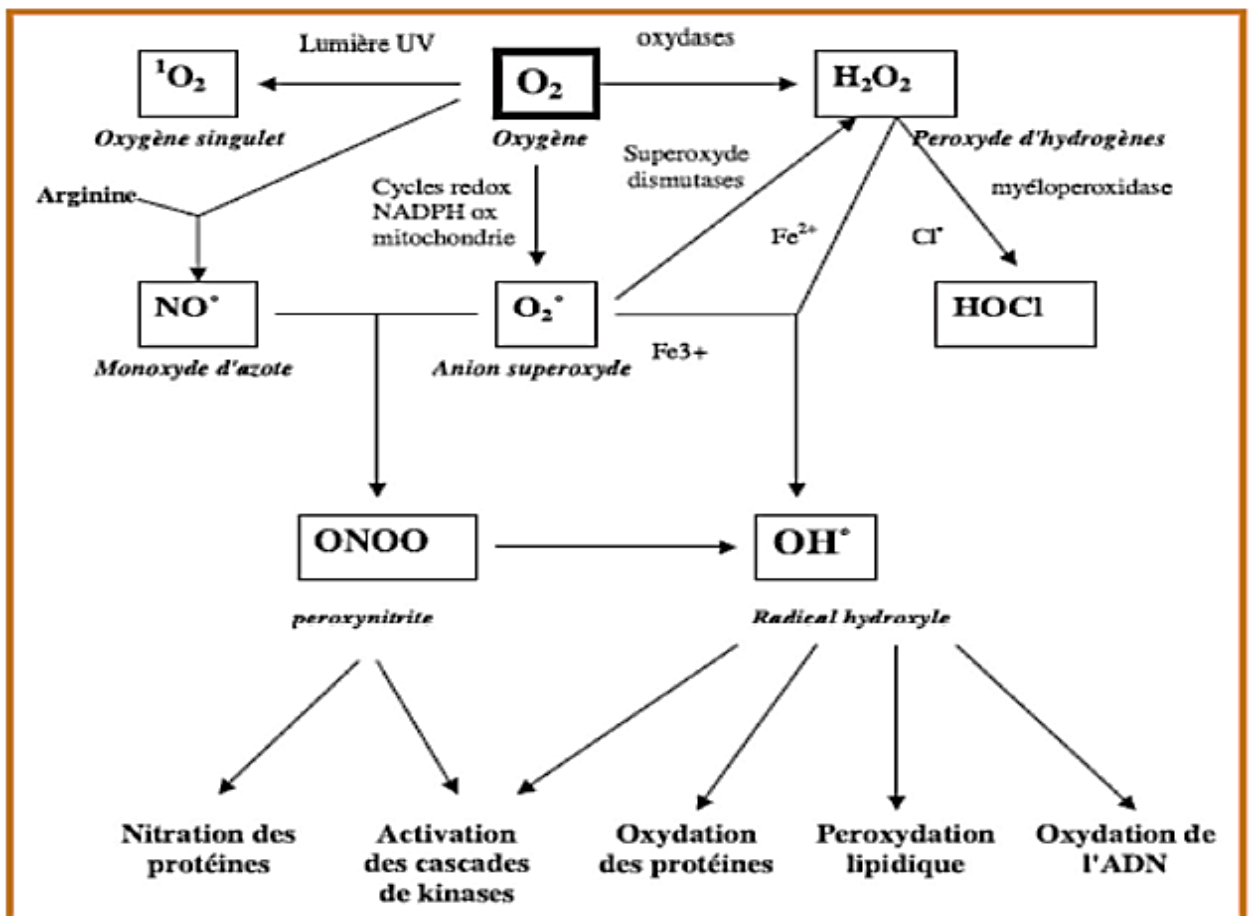 Lumière UV
oxydases
¹O₂
O₂
H₂O₂
Oxygène singulet
Oxygène
Peroxyde d'hydrogènes
Arginine
Cycles redox
NADPH ox
mitochondrie
Superoxyde
dismutases
myéloperoxidase
Fe²⁺
Cl°
NO°
O₂°
HOCl
Monoxyde d'azote
Anion superoxyde
Fe3+
ONOO
OH°
peroxynitrite
Radical hydroxyle
Nitration des
protéines
Activation
des cascades
de kinases
Oxydation
des protéines
Peroxydation
lipidique
Oxydation de
l'ADN